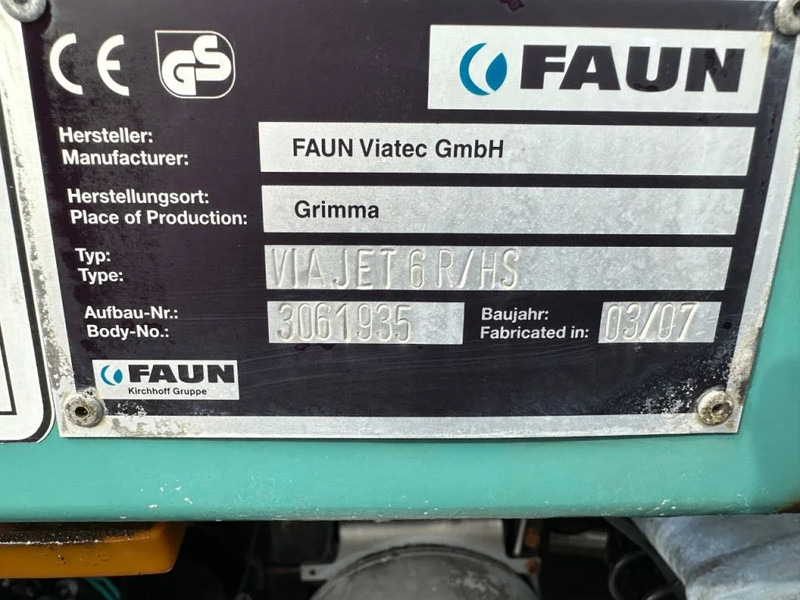 CE GS FAUN
Hersteller:
Manufacturer: FAUN Viatec GmbH
Herstellungsort:
Place of Production: Grimma
Typ:
Type: VIAJET 6 R/HS
Aufbau-Nr.:
Body-No.: 3061935
Baujahr:
Fabricated in: 03/07
FAUN
Kirchhoff Gruppe